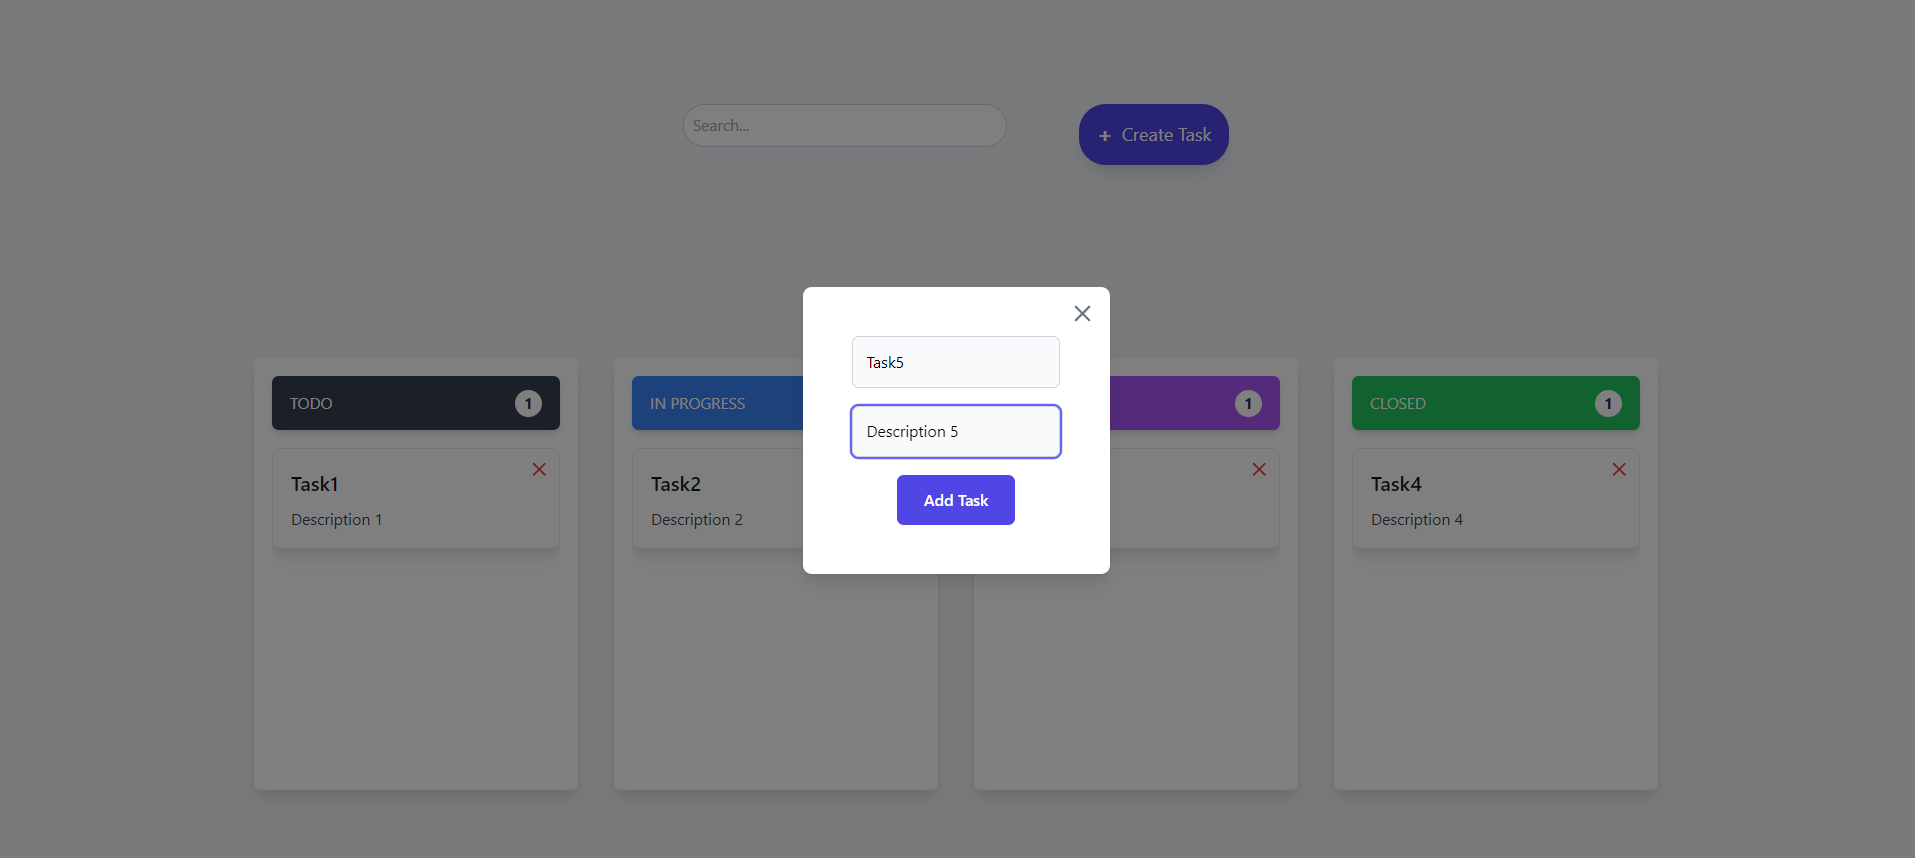 Search...
+ Create Task
Task5
Description 5
Add Task
TODO 1
Task1
Description 1
IN PROGRESS
Task2
Description 2
1
CLOSED 1
Task4
Description 4